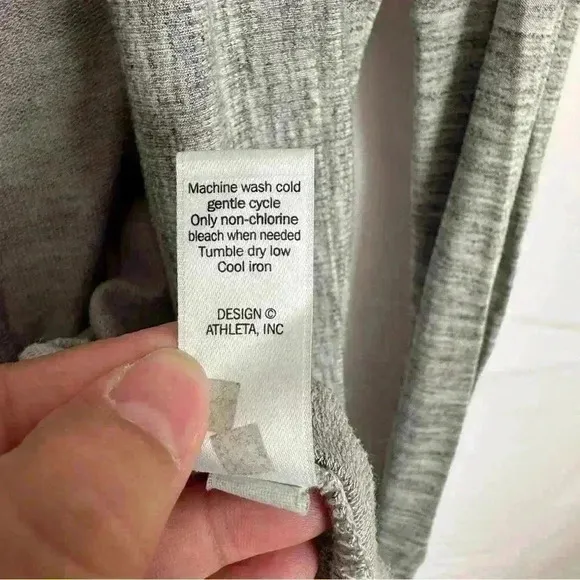 Machine wash cold
gentle cycle
Only non-chlorine
bleach when needed
Tumble dry low
Cool iron
DESIGN ©
ATHLETA, INC